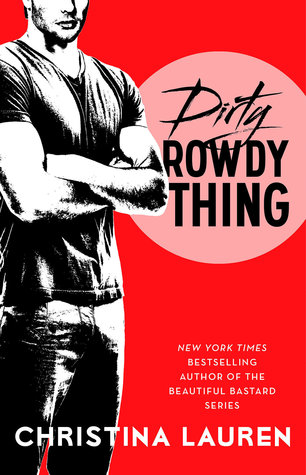 Dirty
ROWDY
THING
NEW YORK TIMES
BESTSELLING
AUTHOR OF THE
BEAUTIFUL BASTARD
SERIES
CHRISTINA LAUREN